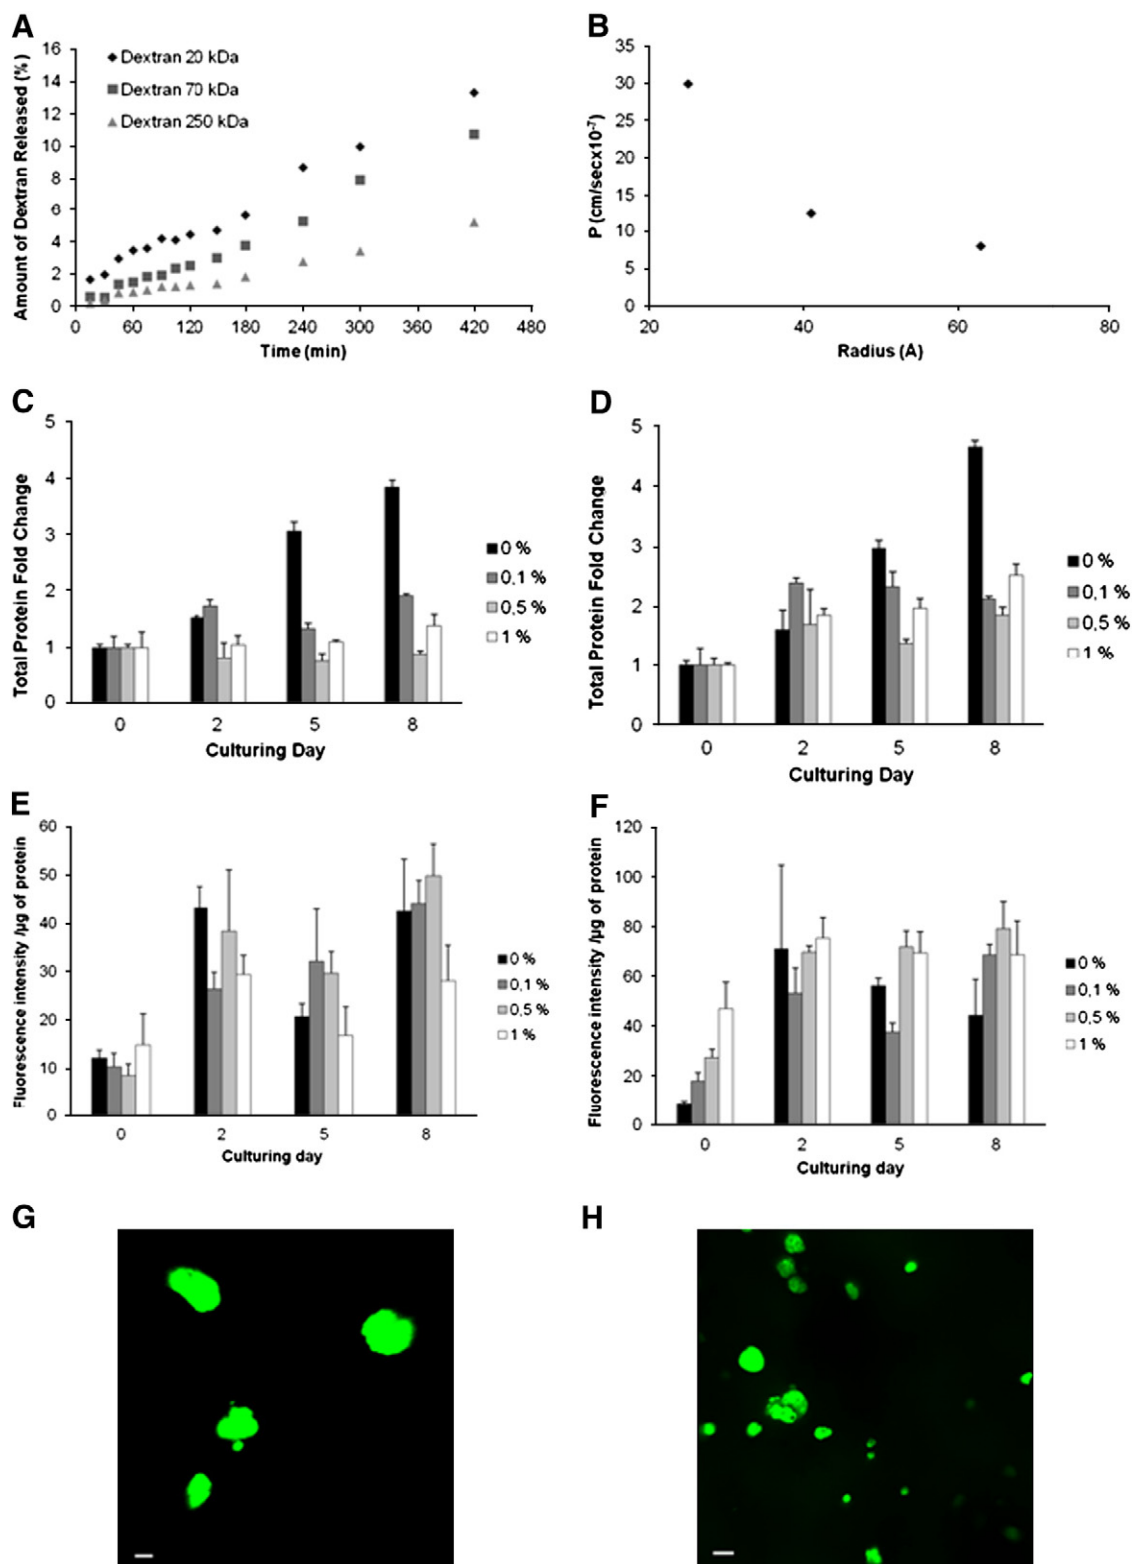 A
Amount of Dextran Released (%)
16
14
12
10
8
6
4
2
0
Dextran 20 kDa
Dextran 70 kDa
Dextran 250 kDa
0 60 120 180 240 300 360 420 480
Time (min)
B
P (cm/secx10-7)
35
30
25
20
15
10
5
0
20 40 60 80
Radius (Å)
C
Total Protein Fold Change
5
4
3
2
1
0
0 2 5 8
Culturing Day
0 %
0,1 %
0,5 %
1 %
D
Total Protein Fold Change
5
4
3
2
1
0
0 2 5 8
Culturing Day
0 %
0,1 %
0,5 %
1 %
E
Fluorescence intensity /µg of protein
60
50
40
30
20
10
0
0 2 5 8
Culturing day
0 %
0,1 %
0,5 %
1 %
F
Fluorescence intensity /µg of protein
120
100
80
60
40
20
0
0 2 5 8
Culturing day
0 %
0,1 %
0,5 %
1 %
G
H